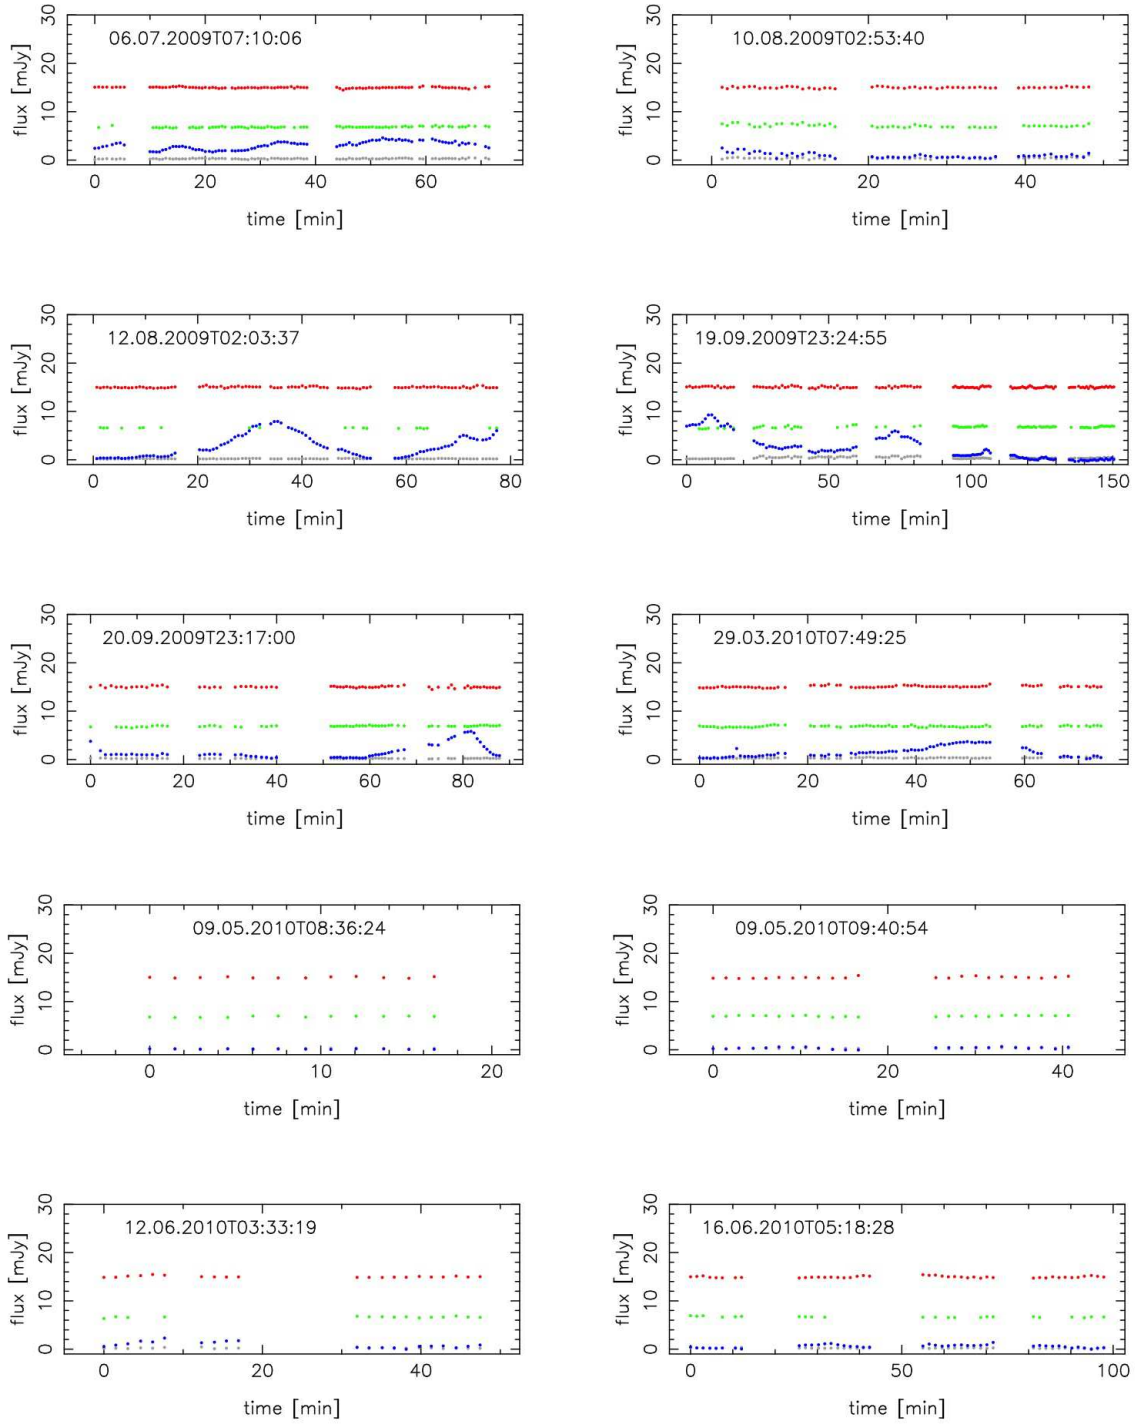 06.07.2009T07:10:06
flux [mJy]
0 10 20 30
0 20 40 60
time [min]
10.08.2009T02:53:40
flux [mJy]
0 10 20 30
0 20 40
time [min]
12.08.2009T02:03:37
flux [mJy]
0 10 20 30
0 20 40 60 80
time [min]
19.09.2009T23:24:55
flux [mJy]
0 10 20 30
0 50 100 150
time [min]
20.09.2009T23:17:00
flux [mJy]
0 10 20 30
0 20 40 60 80
time [min]
29.03.2010T07:49:25
flux [mJy]
0 10 20 30
0 20 40 60
time [min]
09.05.2010T08:36:24
flux [mJy]
0 10 20 30
0 10 20
time [min]
09.05.2010T09:40:54
flux [mJy]
0 10 20 30
0 20 40
time [min]
12.06.2010T03:33:19
flux [mJy]
0 10 20 30
0 20 40
time [min]
16.06.2010T05:18:28
flux [mJy]
0 10 20 30
0 50 100
time [min]